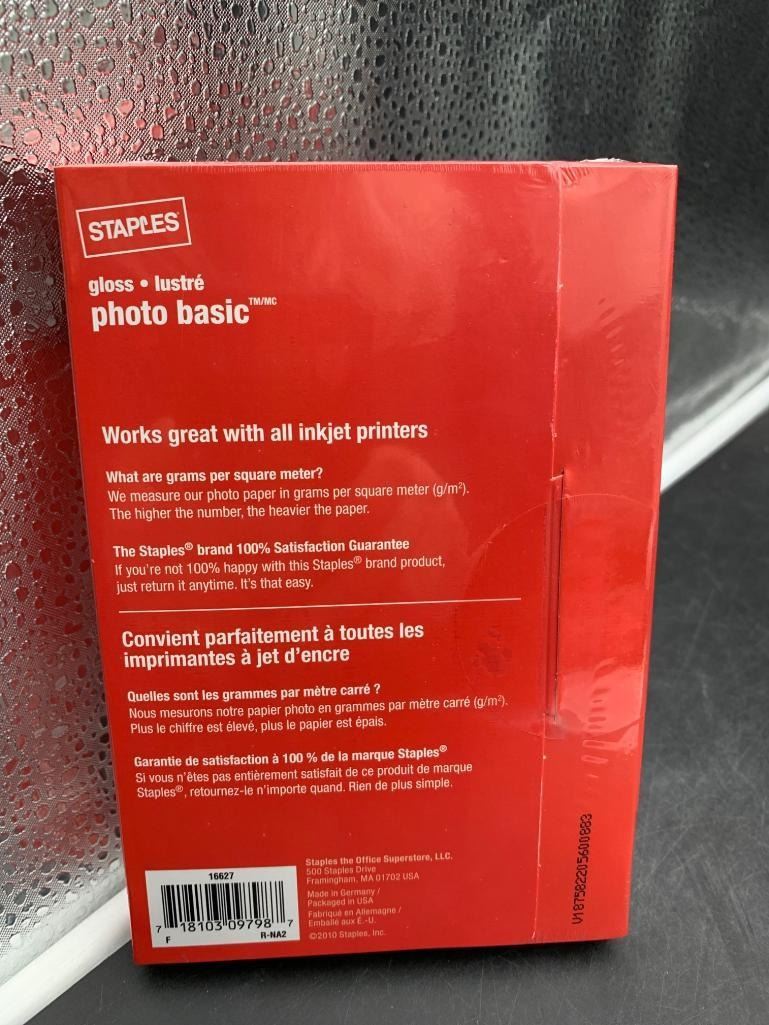 STAPLES
gloss • lustré
photo basic™/MC
Works great with all inkjet printers
What are grams per square meter?
We measure our photo paper in grams per square meter (g/m²).
The higher the number, the heavier the paper.
The Staples® brand 100% Satisfaction Guarantee
If you're not 100% happy with this Staples® brand product,
just return it anytime. It's that easy.
Convient parfaitement à toutes les
imprimantes à jet d'encre
Quelles sont les grammes par mètre carré ?
Nous mesurons notre papier photo en grammes par mètre carré (g/m²).
Plus le chiffre est élevé, plus le papier est épais.
Garantie de satisfaction à 100 % de la marque Staples®
Si vous n'êtes pas entièrement satisfait de ce produit de marque
Staples®, retournez-le n'importe quand. Rien de plus simple.
16627
7 18103 09798 7
F R-NA2
Staples the Office Superstore, LLC.
500 Staples Drive
Framingham, MA 01702 USA
Made in Germany /
Packaged in USA
Fabriqué en Allemagne /
Emballé aux É.-U.
©2010 Staples, Inc.
V187582205600883